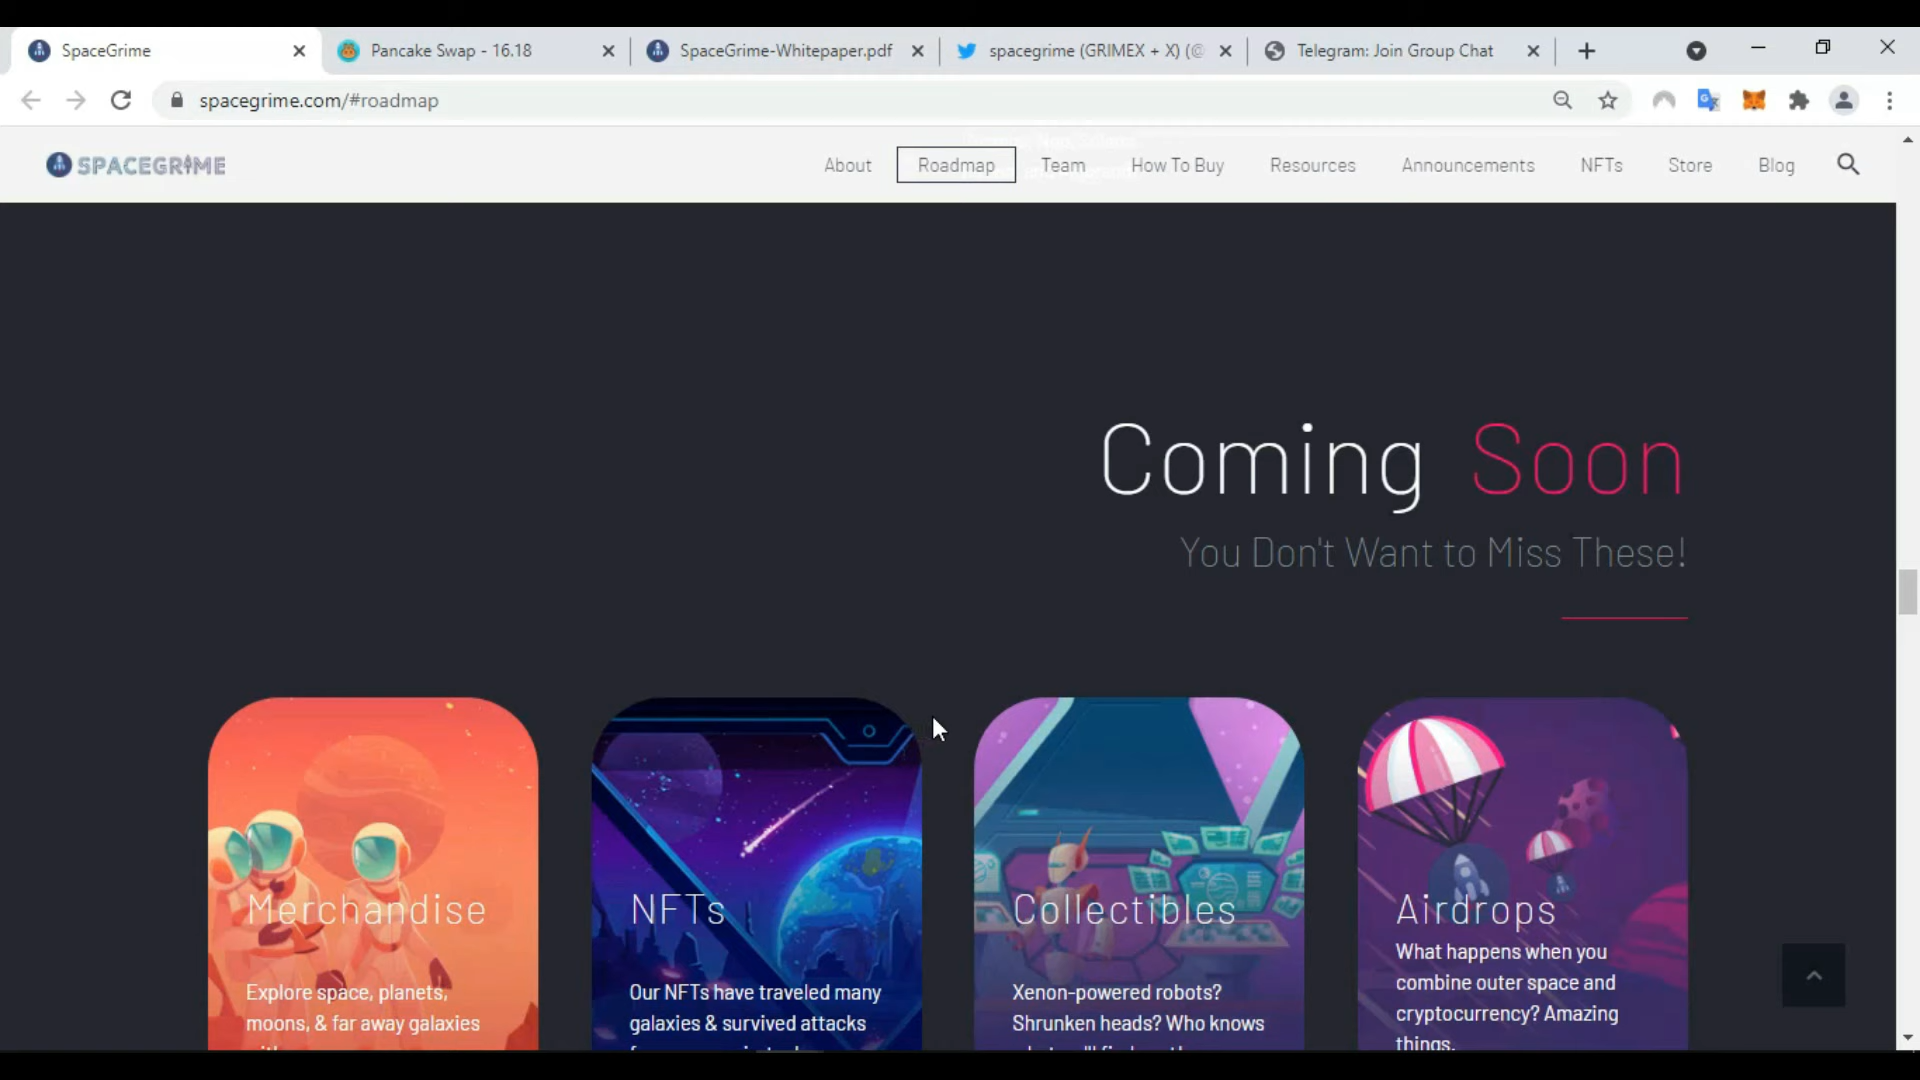 SpaceGrime
Pancake Swap - 16.18
SpaceGrime-Whitepaper.pdf
spacegrime (GRIMEX + X) (@
Telegram: Join Group Chat
spacegrime.com/#roadmap
SPACEGRIME
About
Roadmap
Team
How To Buy
Resources
Announcements
NFTs
Store
Blog
Coming Soon
You Don't Want to Miss These!
Merchandise
Explore space, planets,
moons, & far away galaxies
NFTs
Our NFTs have traveled many
galaxies & survived attacks
Collectibles
Xenon-powered robots?
Shrunken heads? Who knows
Airdrops
What happens when you
combine outer space and
cryptocurrency? Amazing
things.